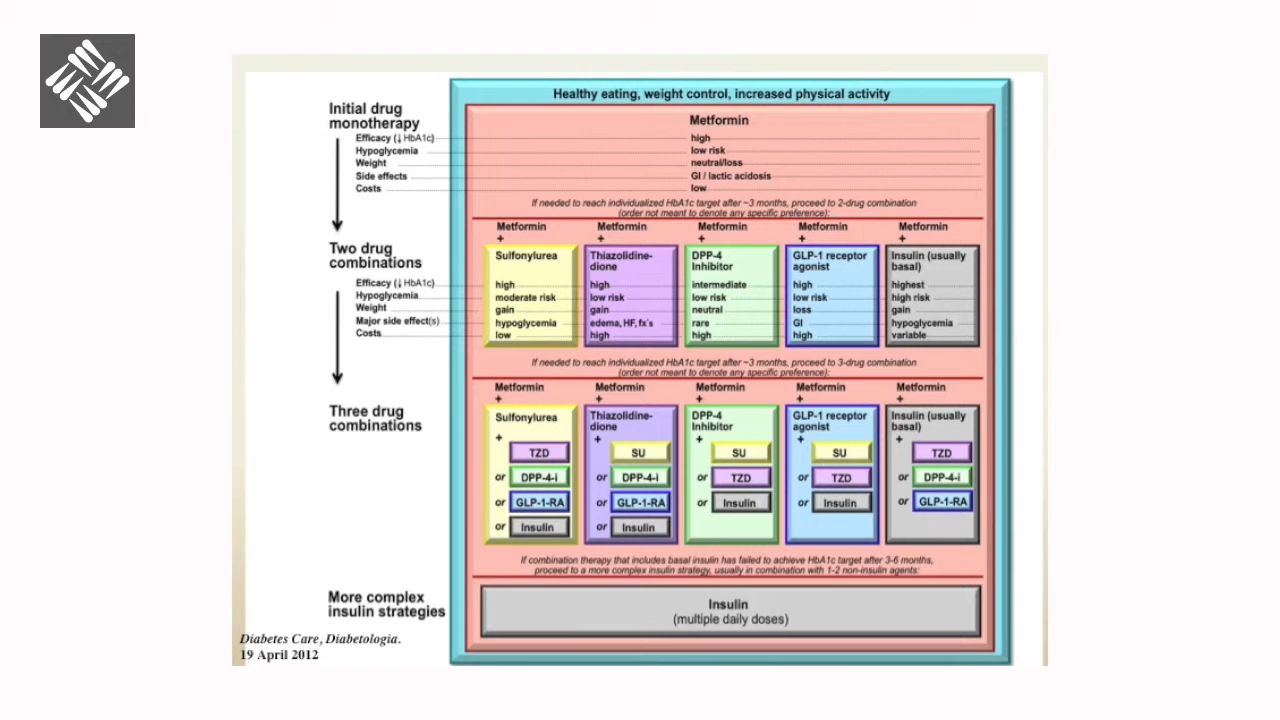 Healthy eating, weight control, increased physical activity
Initial drug
monotherapy
Metformin
Efficacy (↓ HbA1c) high
Hypoglycemia low risk
Weight neutral/loss
Side effects GI / lactic acidosis
Costs low
If needed to reach individualized HbA1c target after ~3 months, proceed to 2-drug combination
(order not meant to denote any specific preference):
Two drug
combinations
Metformin Metformin Metformin Metformin Metformin
+ + + + +
Sulfonylurea Thiazolidine- DPP-4 GLP-1 receptor Insulin (usually
dione Inhibitor agonist basal)
Efficacy (↓ HbA1c) high high intermediate high highest
Hypoglycemia moderate risk low risk low risk low risk high risk
Weight gain gain neutral loss gain
Major side effect(s) hypoglycemia edema, HF, fx's rare GI hypoglycemia
Costs low high high high variable
If needed to reach individualized HbA1c target after ~3 months, proceed to 3-drug combination
(order not meant to denote any specific preference):
Three drug
combinations
Metformin Metformin Metformin Metformin Metformin
+ + + + +
Sulfonylurea Thiazolidine- DPP-4 GLP-1 receptor Insulin (usually
dione Inhibitor agonist basal)
+ + + + +
TZD SU SU SU TZD
or DPP-4-i or DPP-4-i or TZD or TZD or DPP-4-i
or GLP-1-RA or GLP-1-RA or Insulin or Insulin or GLP-1-RA
or Insulin or Insulin
If combination therapy that includes basal insulin has failed to achieve HbA1c target after 3-6 months,
proceed to a more complex insulin strategy, usually in combination with 1-2 non-insulin agents:
More complex
insulin strategies
Insulin
(multiple daily doses)
Diabetes Care, Diabetologia.
19 April 2012